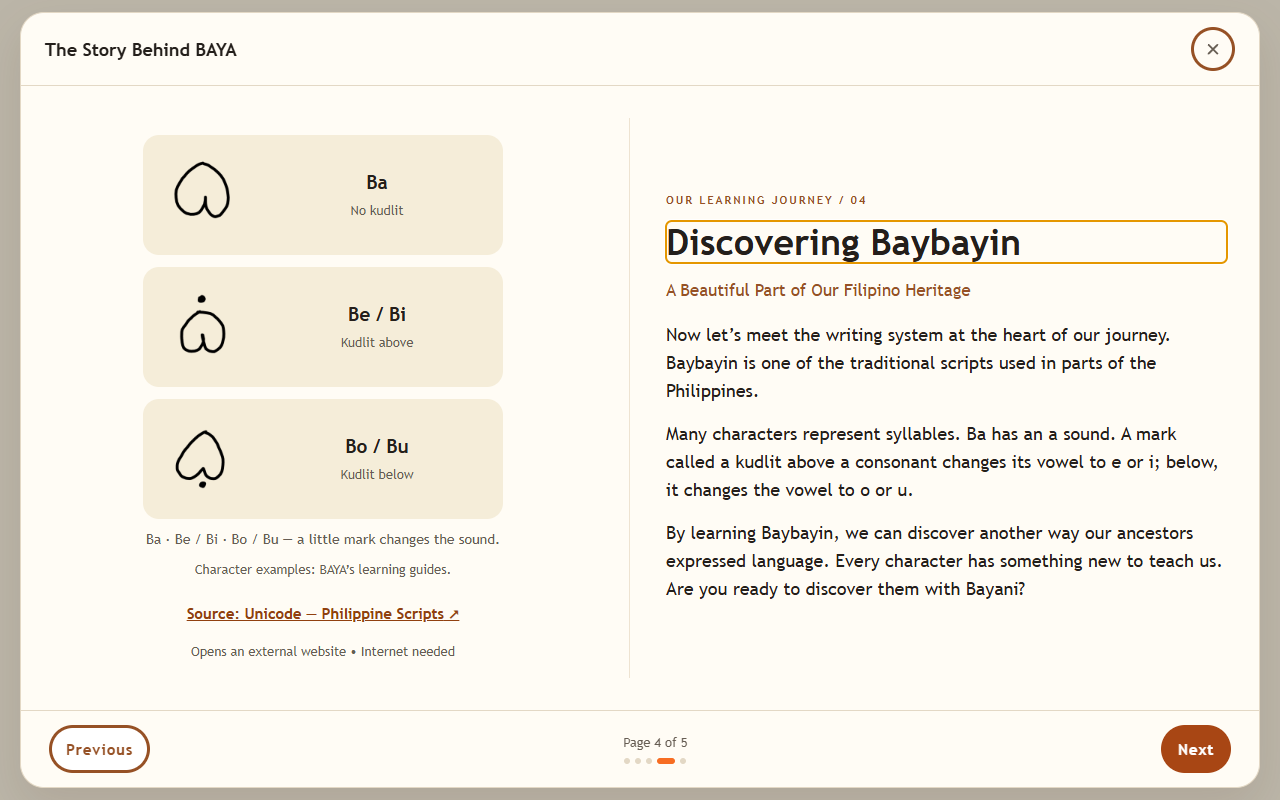 The Story Behind BAYA
×
Ba
No kudlit
Be / Bi
Kudlit above
Bo / Bu
Kudlit below
Ba · Be / Bi · Bo / Bu — a little mark changes the sound.
Character examples: BAYA's learning guides.
Source: Unicode — Philippine Scripts ↗
Opens an external website • Internet needed
OUR LEARNING JOURNEY / 04
Discovering Baybayin
A Beautiful Part of Our Filipino Heritage
Now let's meet the writing system at the heart of our journey.
Baybayin is one of the traditional scripts used in parts of the
Philippines.
Many characters represent syllables. Ba has an a sound. A mark
called a kudlit above a consonant changes its vowel to e or i; below,
it changes the vowel to o or u.
By learning Baybayin, we can discover another way our ancestors
expressed language. Every character has something new to teach us.
Are you ready to discover them with Bayani?
Previous
Page 4 of 5
Next